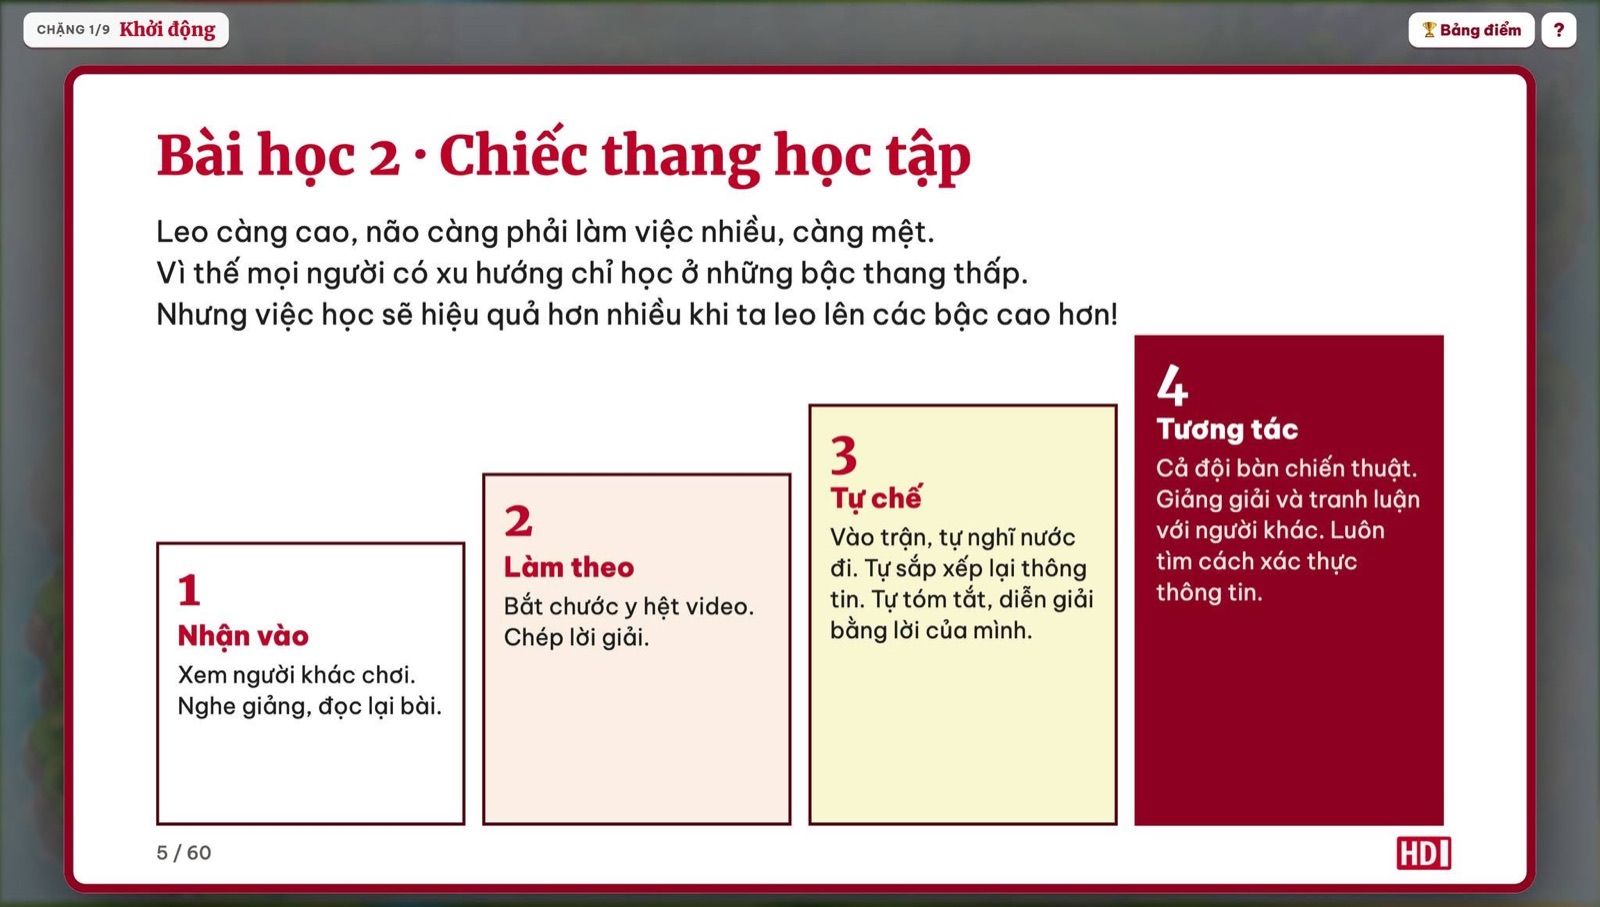 CHẶNG 1/9 Khởi động
🏆 Bảng điểm
?
Bài học 2 · Chiếc thang học tập
Leo càng cao, não càng phải làm việc nhiều, càng mệt.
Vì thế mọi người có xu hướng chỉ học ở những bậc thang thấp.
Nhưng việc học sẽ hiệu quả hơn nhiều khi ta leo lên các bậc cao hơn!
1
Nhận vào
Xem người khác chơi.
Nghe giảng, đọc lại bài.
2
Làm theo
Bắt chước y hệt video.
Chép lời giải.
3
Tự chế
Vào trận, tự nghĩ nước
đi. Tự sắp xếp lại thông
tin. Tự tóm tắt, diễn giải
bằng lời của mình.
4
Tương tác
Cả đội bàn chiến thuật.
Giảng giải và tranh luận
với người khác. Luôn
tìm cách xác thực
thông tin.
5 / 60
HDI